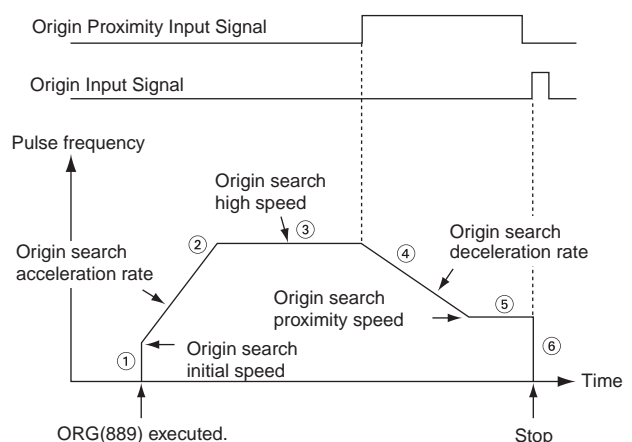 Origin Proximity Input Signal
Origin Input Signal
Pulse frequency
Origin search
high speed
②
③
④
Origin search
acceleration rate
Origin search
deceleration rate
Origin search
proximity speed
⑤
①
Origin search
initial speed
⑥
Time
ORG(889) executed.
Stop